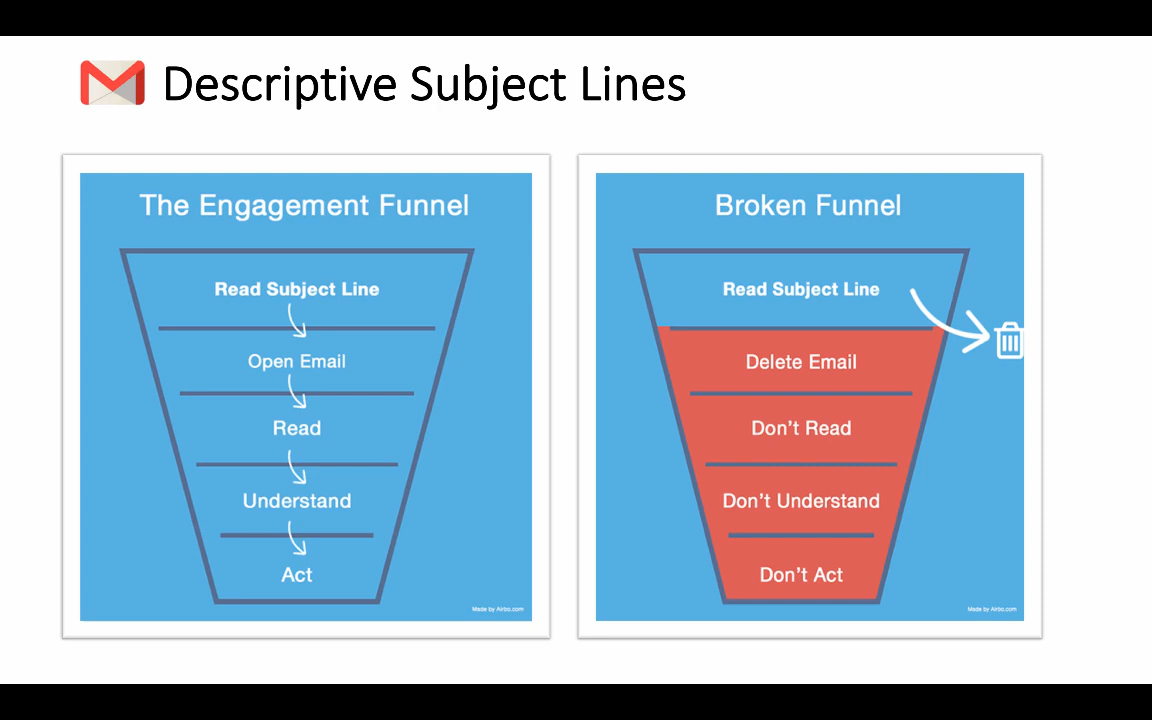 Descriptive Subject Lines
The Engagement Funnel
Read Subject Line
Open Email
Read
Understand
Act
Made by Airbo.com
Broken Funnel
Read Subject Line
Delete Email
Don't Read
Don't Understand
Don't Act
Made by Airbo.com